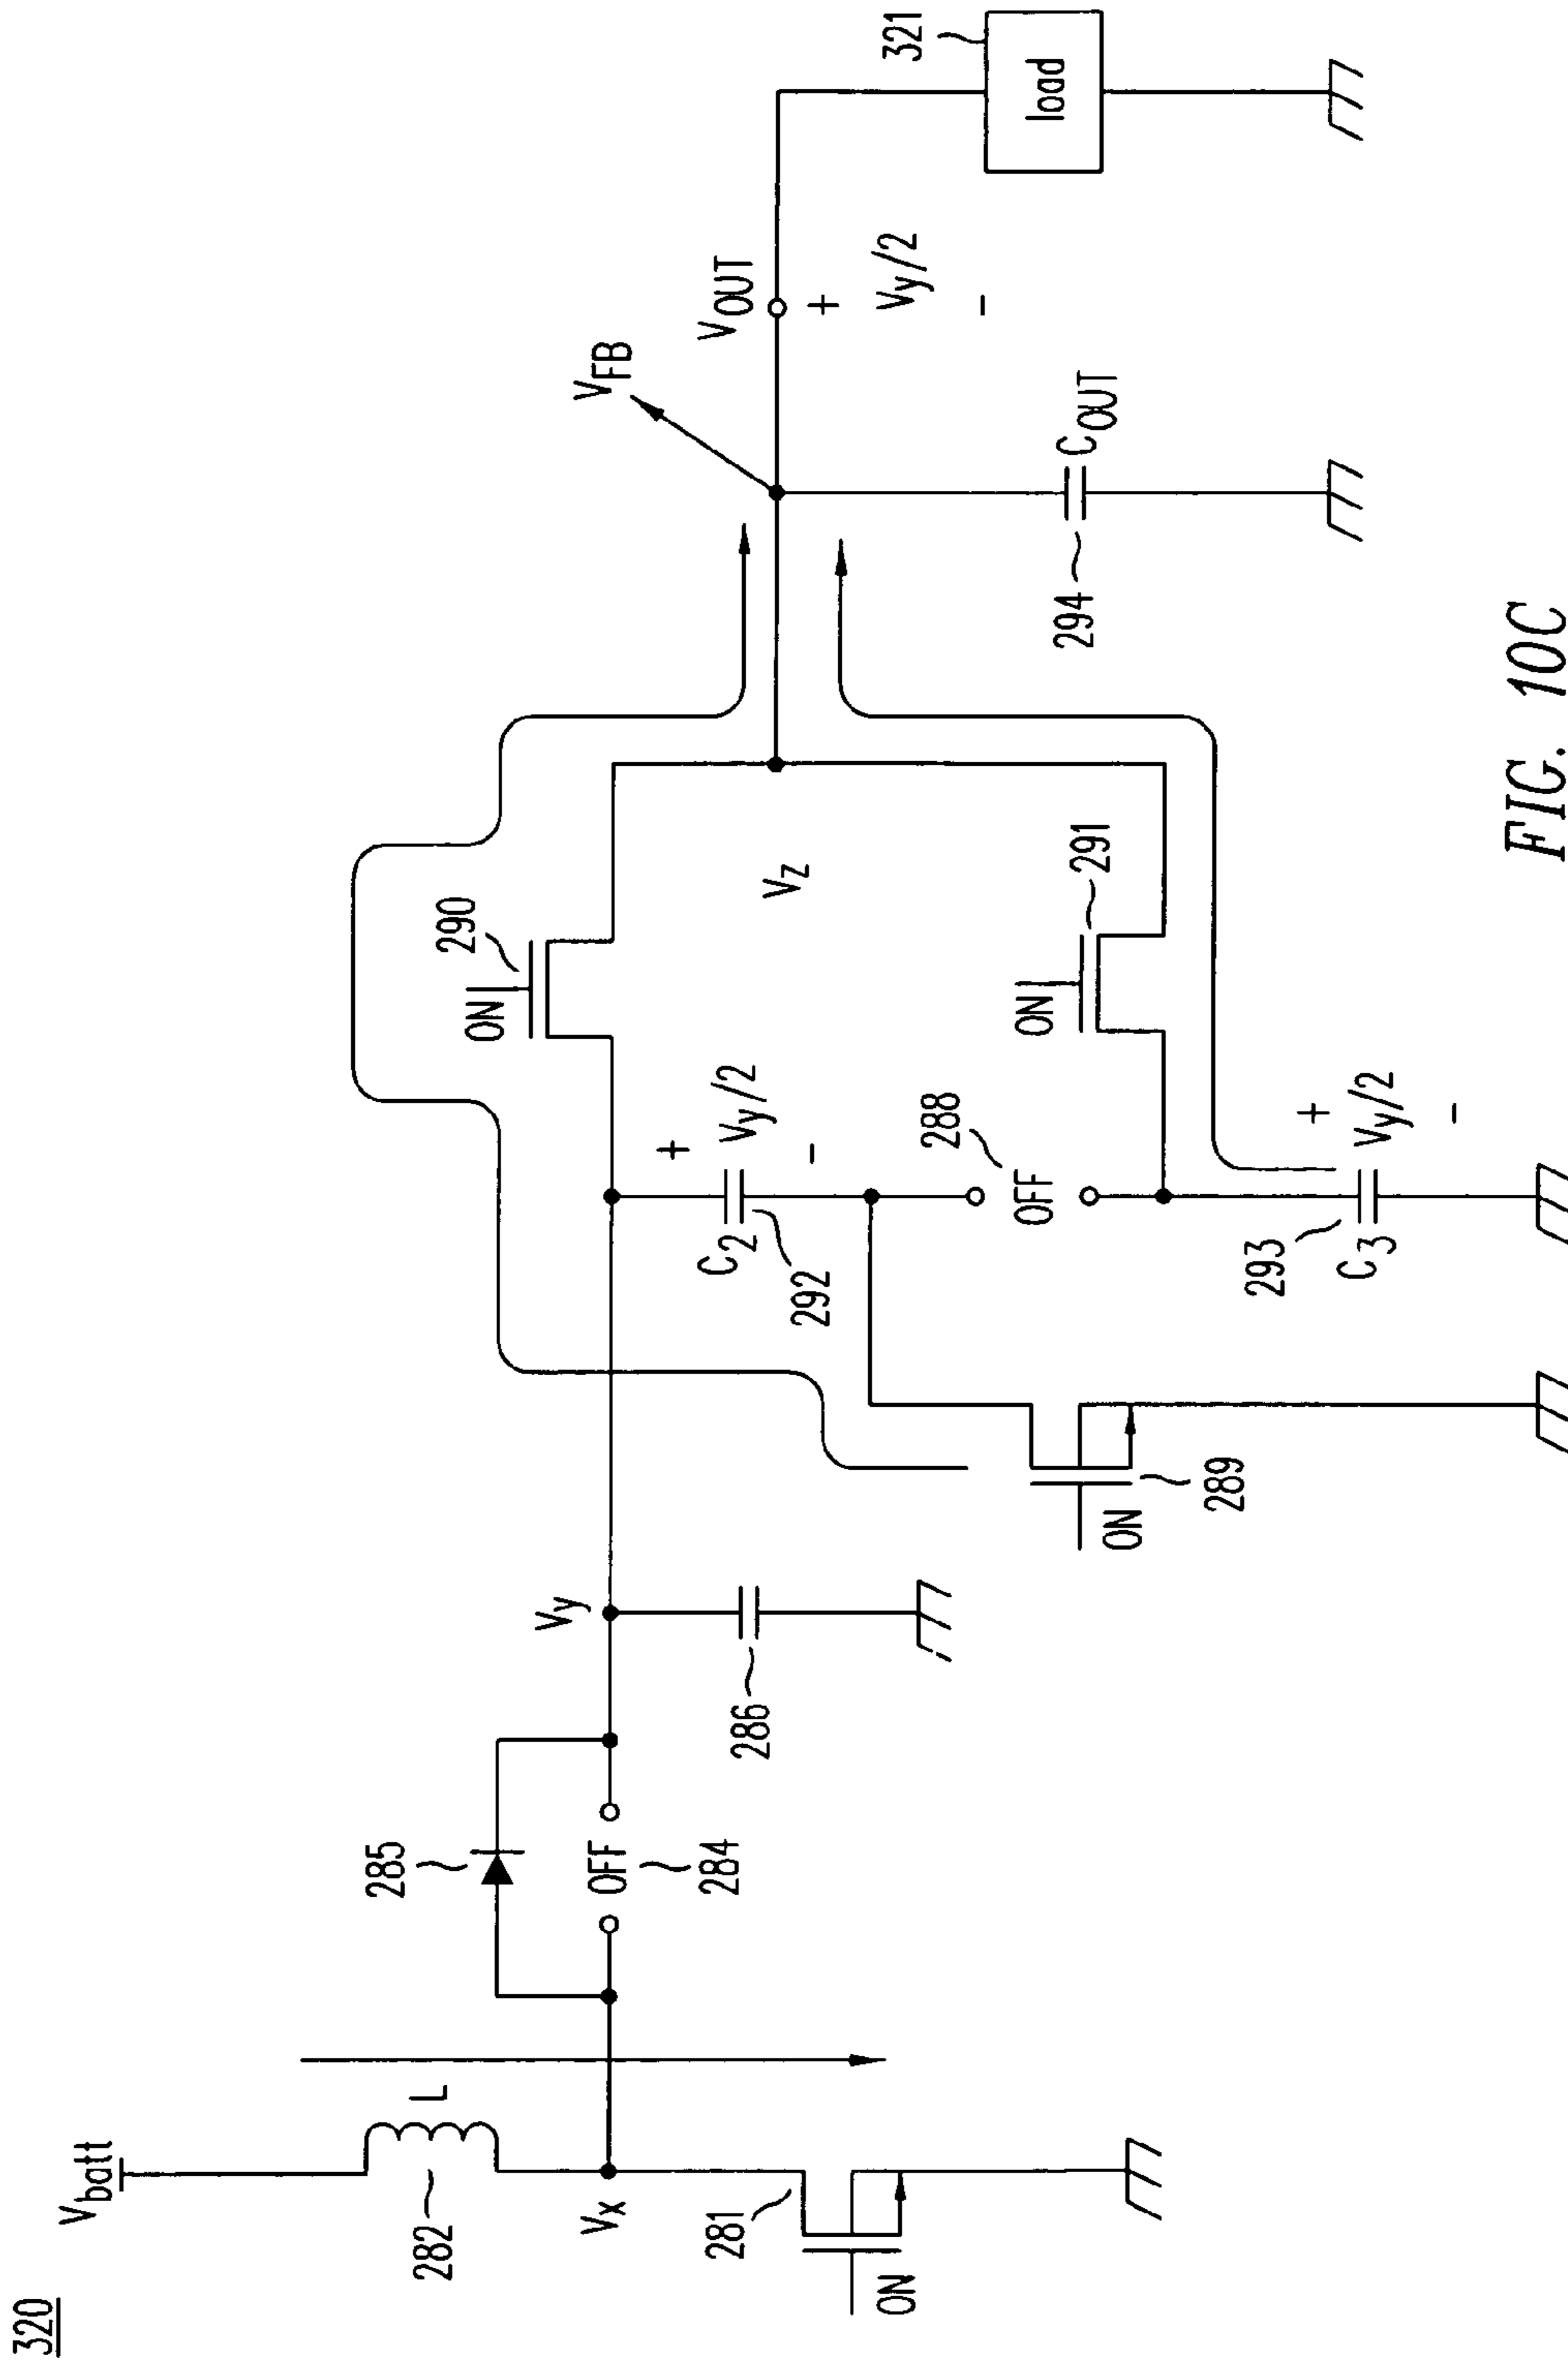 320
Vbatt
282
L
Vx
281
ON
285
OFF
284
Vy
286
ON
289
C2
292
+
Vy/2
-
288
OFF
293
C3
+
Vy/2
-
ON
290
ON
291
Vz
VFB
294
COUT
VOUT
+
Vy/2
-
321
load
FIG. 10C